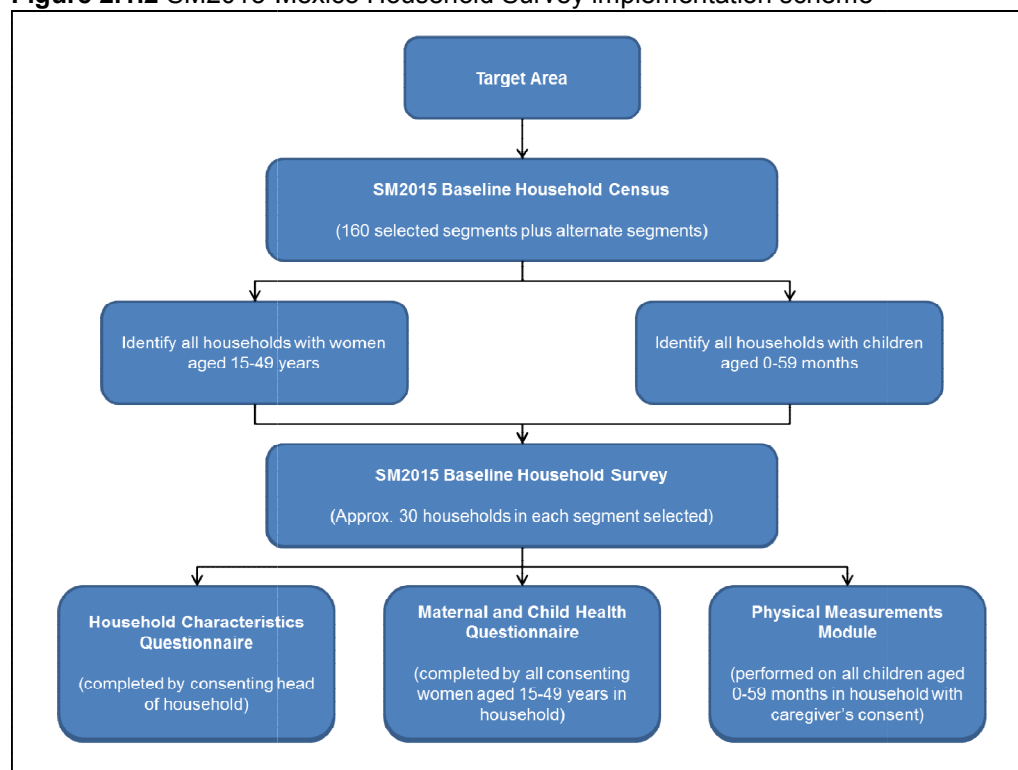 Figure 2.1.2 SM2015-Mexico Household Survey implementation scheme
Target Area
SM2015 Baseline Household Census
(160 selected segments plus alternate segments)
Identify all households with women
aged 15-49 years
Identify all households with children
aged 0-59 months
SM2015 Baseline Household Survey
(Approx. 30 households in each segment selected)
Household Characteristics
Questionnaire
(completed by consenting head
of household)
Maternal and Child Health
Questionnaire
(completed by all consenting
women aged 15-49 years in
household)
Physical Measurements
Module
(performed on all children aged
0-59 months in household with
caregiver's consent)